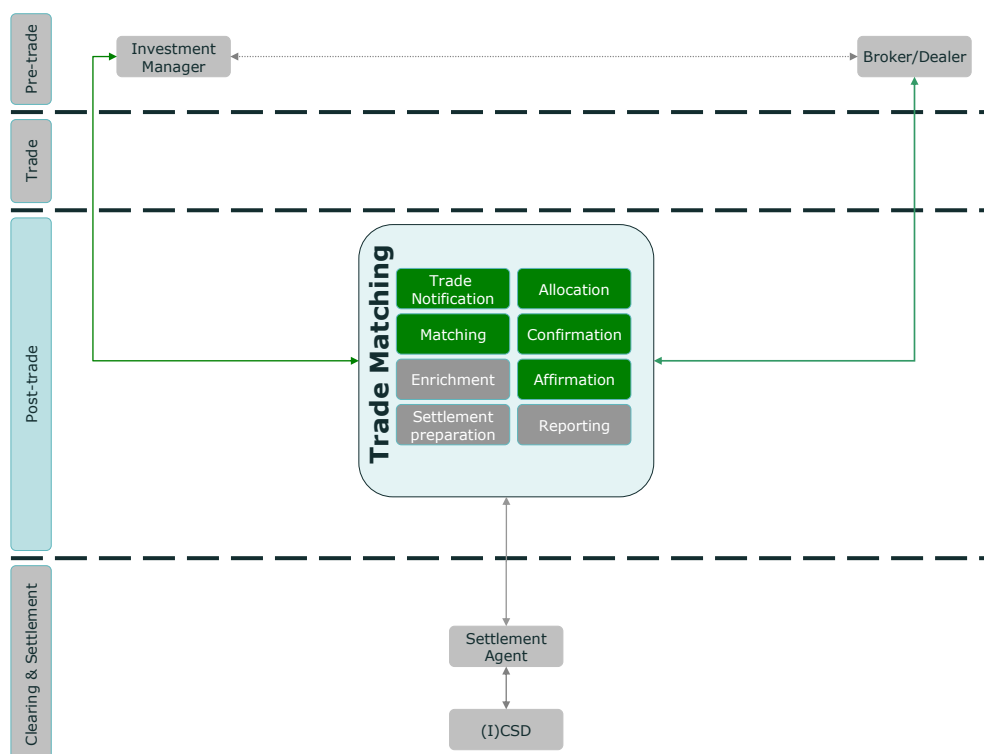 Pre-trade
Investment
Manager
Broker/Dealer
Trade
Post-trade
Trade Matching
Trade
Notification
Allocation
Matching
Confirmation
Enrichment
Affirmation
Settlement
preparation
Reporting
Clearing & Settlement
Settlement
Agent
(I)CSD